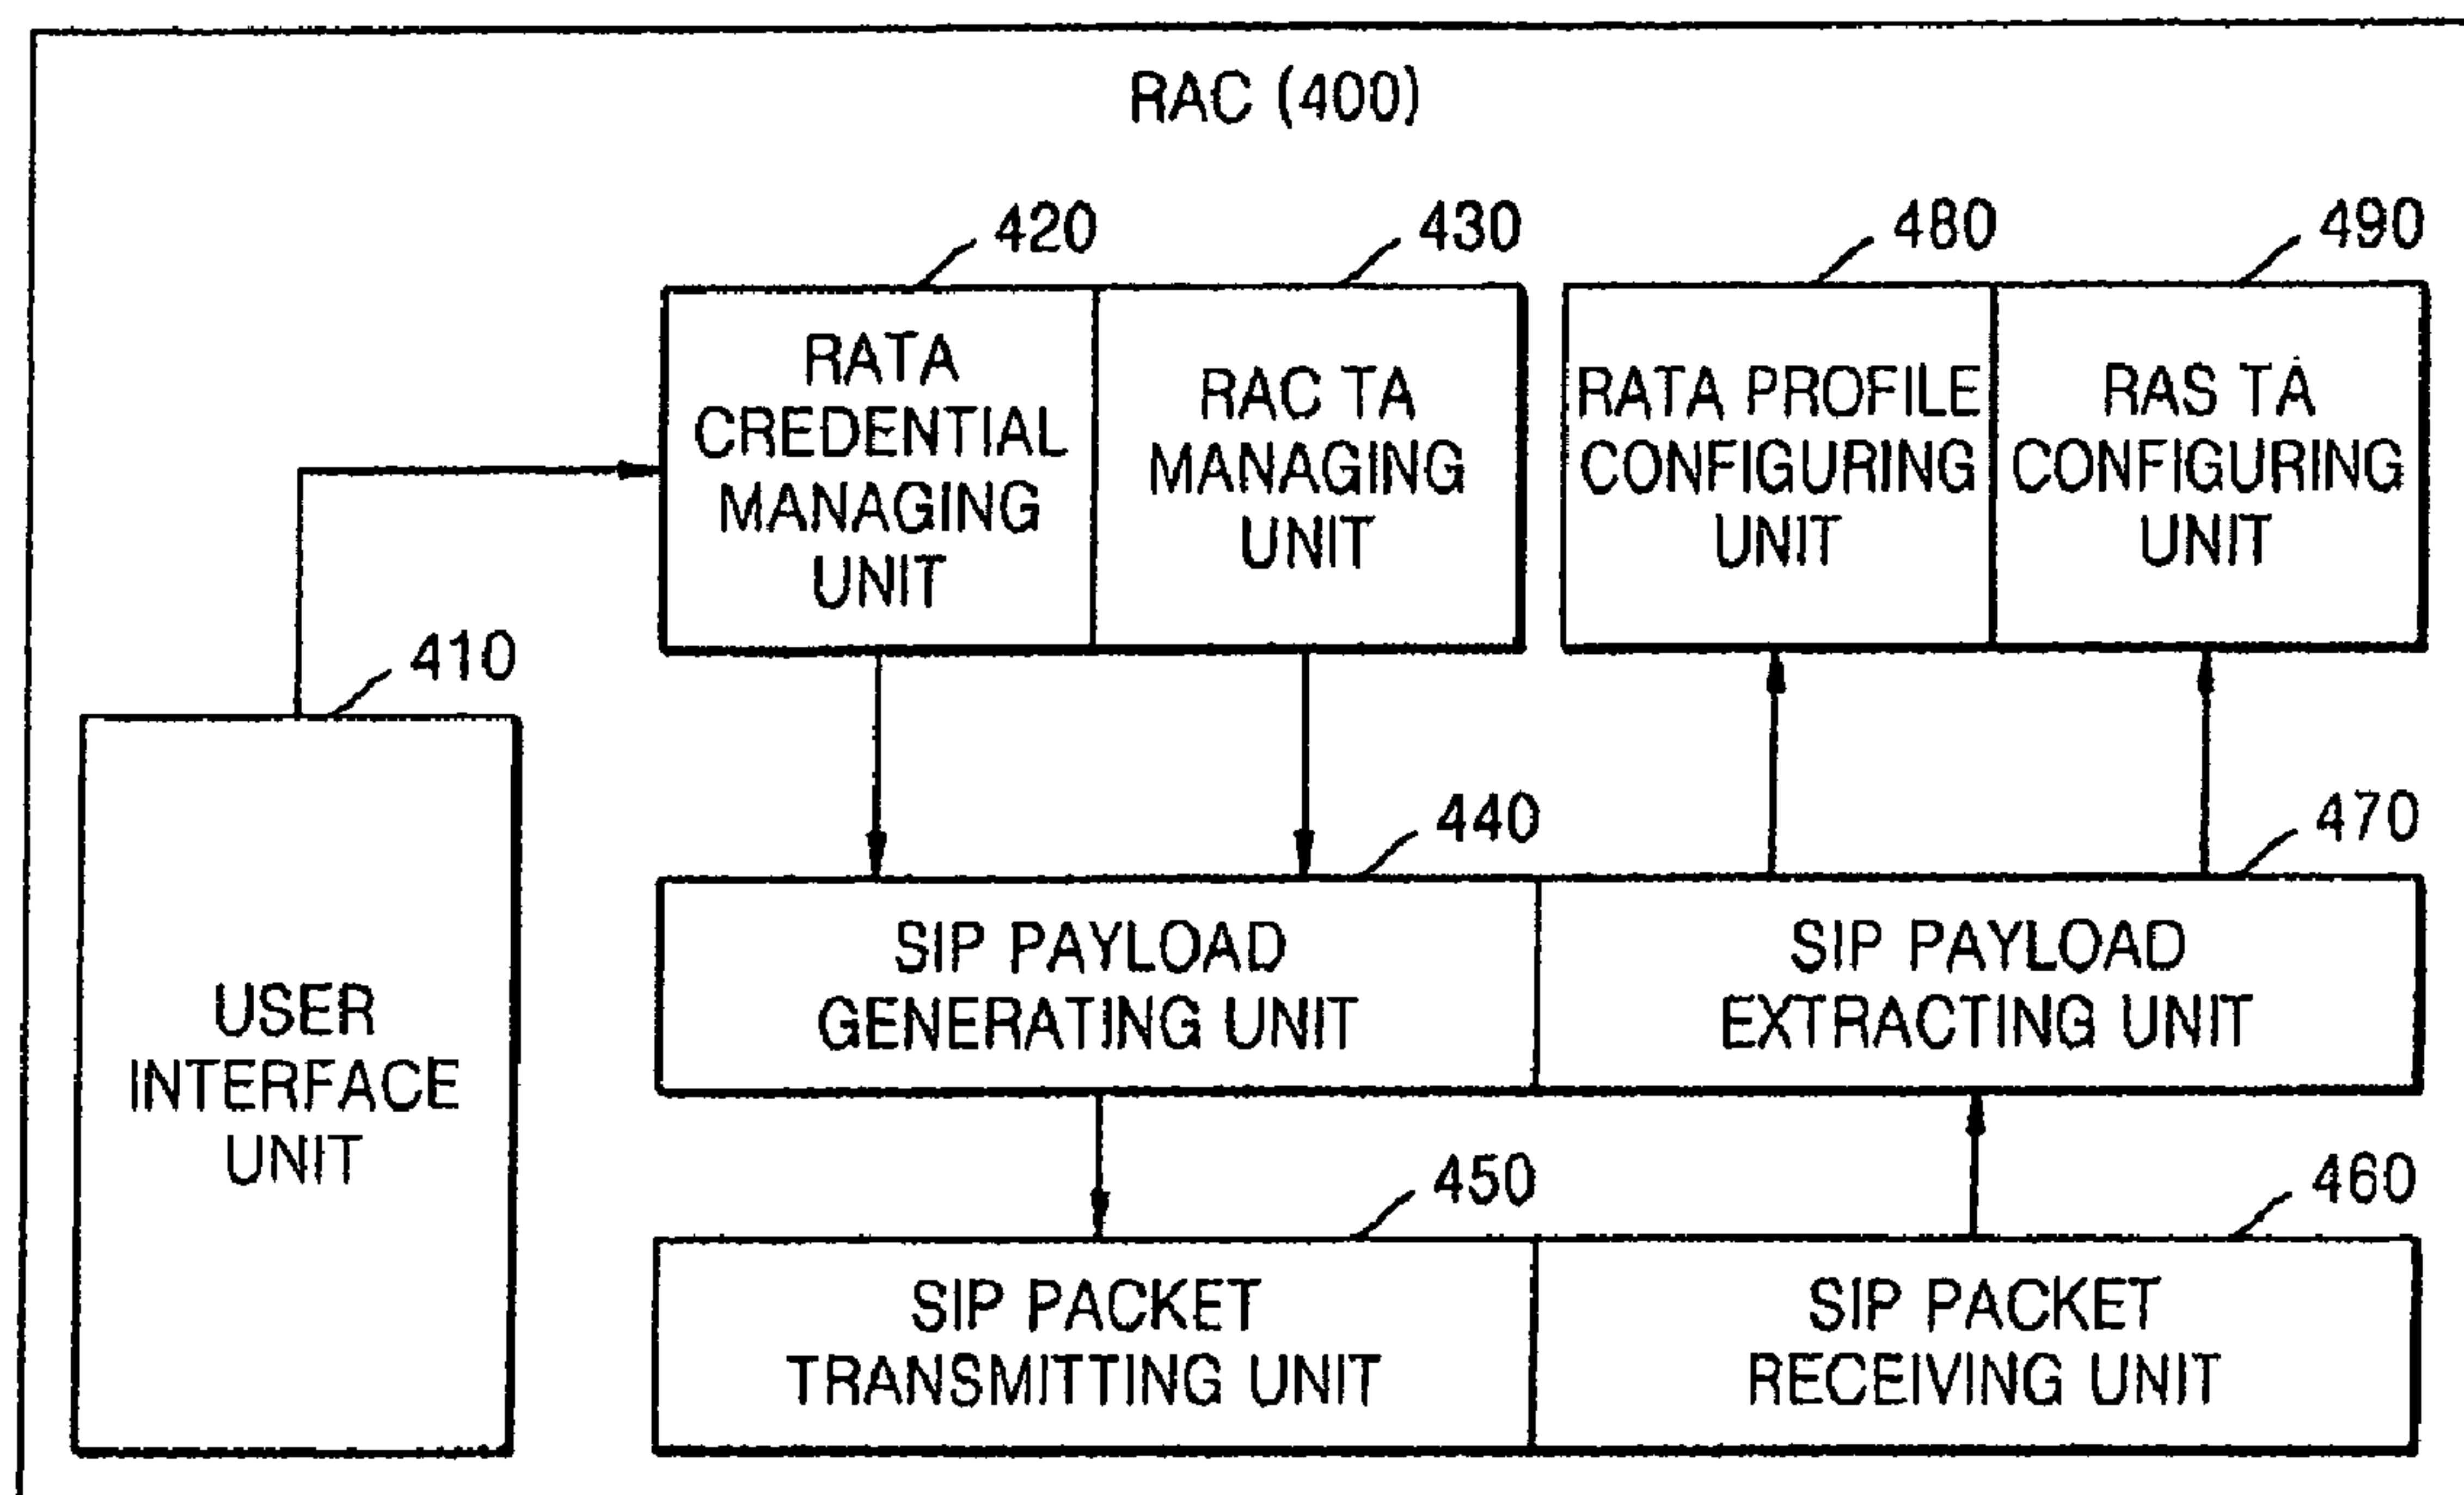 RAC (400)
420
430
480
490
RATA
CREDENTIAL
MANAGING
UNIT
RAC TA
MANAGING
UNIT
RATA PROFILE
CONFIGURING
UNIT
RAS TA
CONFIGURING
UNIT
410
USER
INTERFACE
UNIT
440
470
SIP PAYLOAD
GENERATING UNIT
SIP PAYLOAD
EXTRACTING UNIT
450
460
SIP PACKET
TRANSMITTING UNIT
SIP PACKET
RECEIVING UNIT